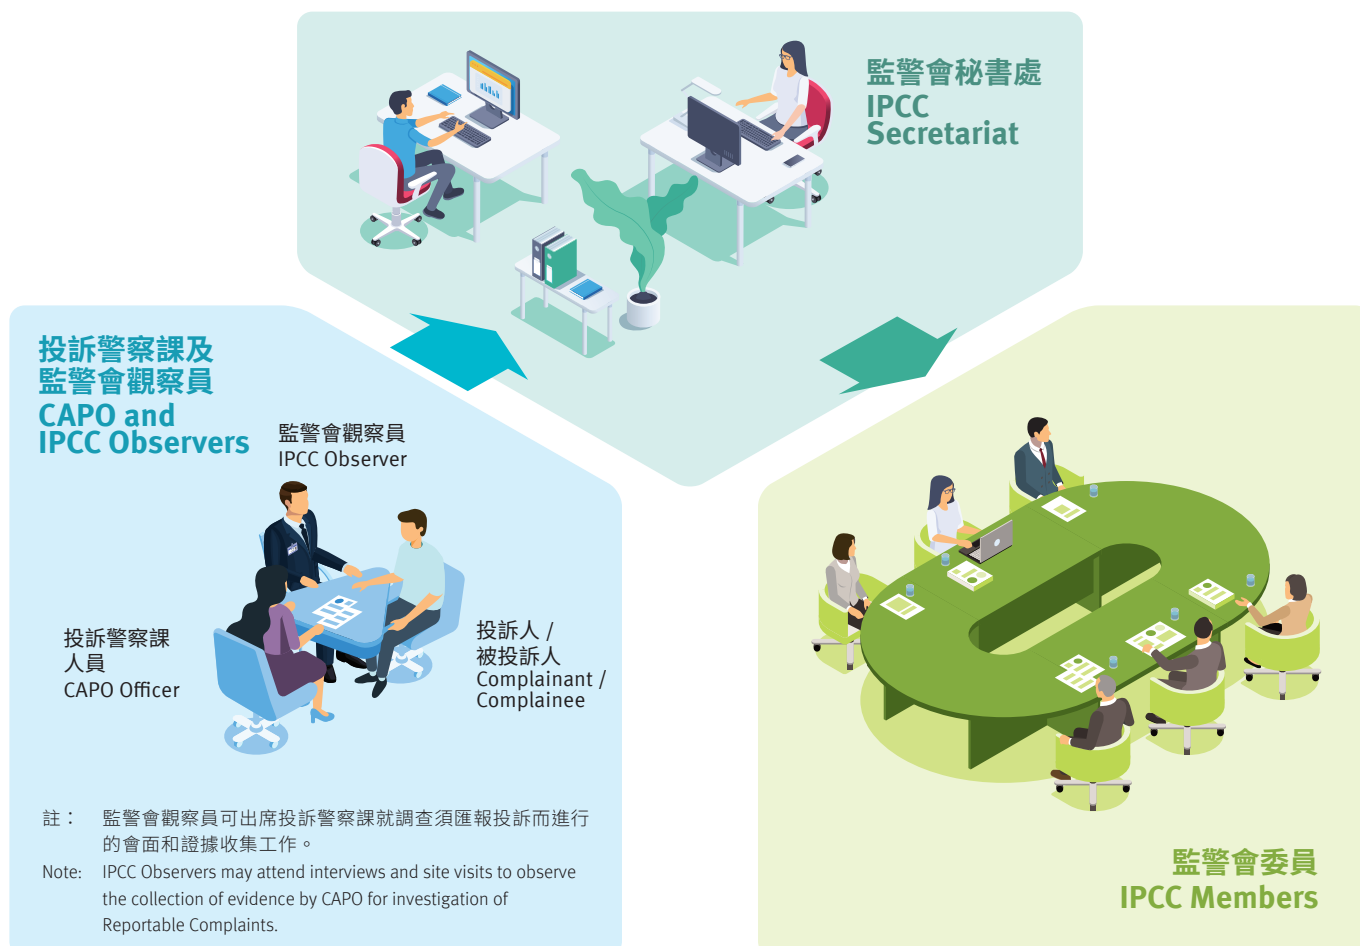 監警會秘書處
IPCC
Secretariat
投訴警察課及
監警會觀察員
CAPO and
IPCC Observers
監警會觀察員
IPCC Observer
投訴警察課
人員
CAPO Officer
投訴人 /
被投訴人
Complainant /
Complainee
註： 監警會觀察員可出席投訴警察課就調查須匯報投訴而進行
的會面和證據收集工作。
Note: IPCC Observers may attend interviews and site visits to observe
the collection of evidence by CAPO for investigation of
Reportable Complaints.
監警會委員
IPCC Members